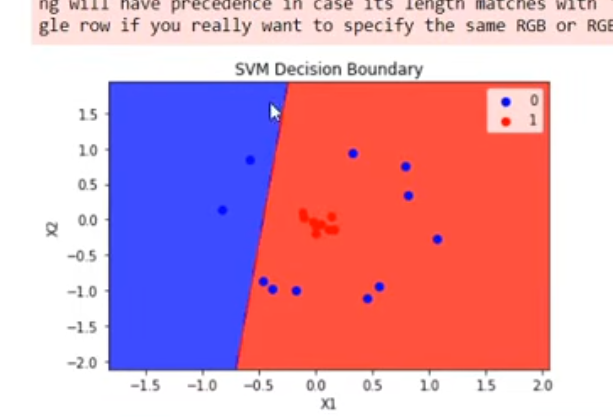 ng will have precedence in case its length matches with
gle row if you really want to specify the same RGB or RGB
SVM Decision Boundary
0
1
X2
1.5
1.0
0.5
0.0
−0.5
−1.0
−1.5
−2.0
−1.5 −1.0 −0.5 0.0 0.5 1.0 1.5 2.0
X1